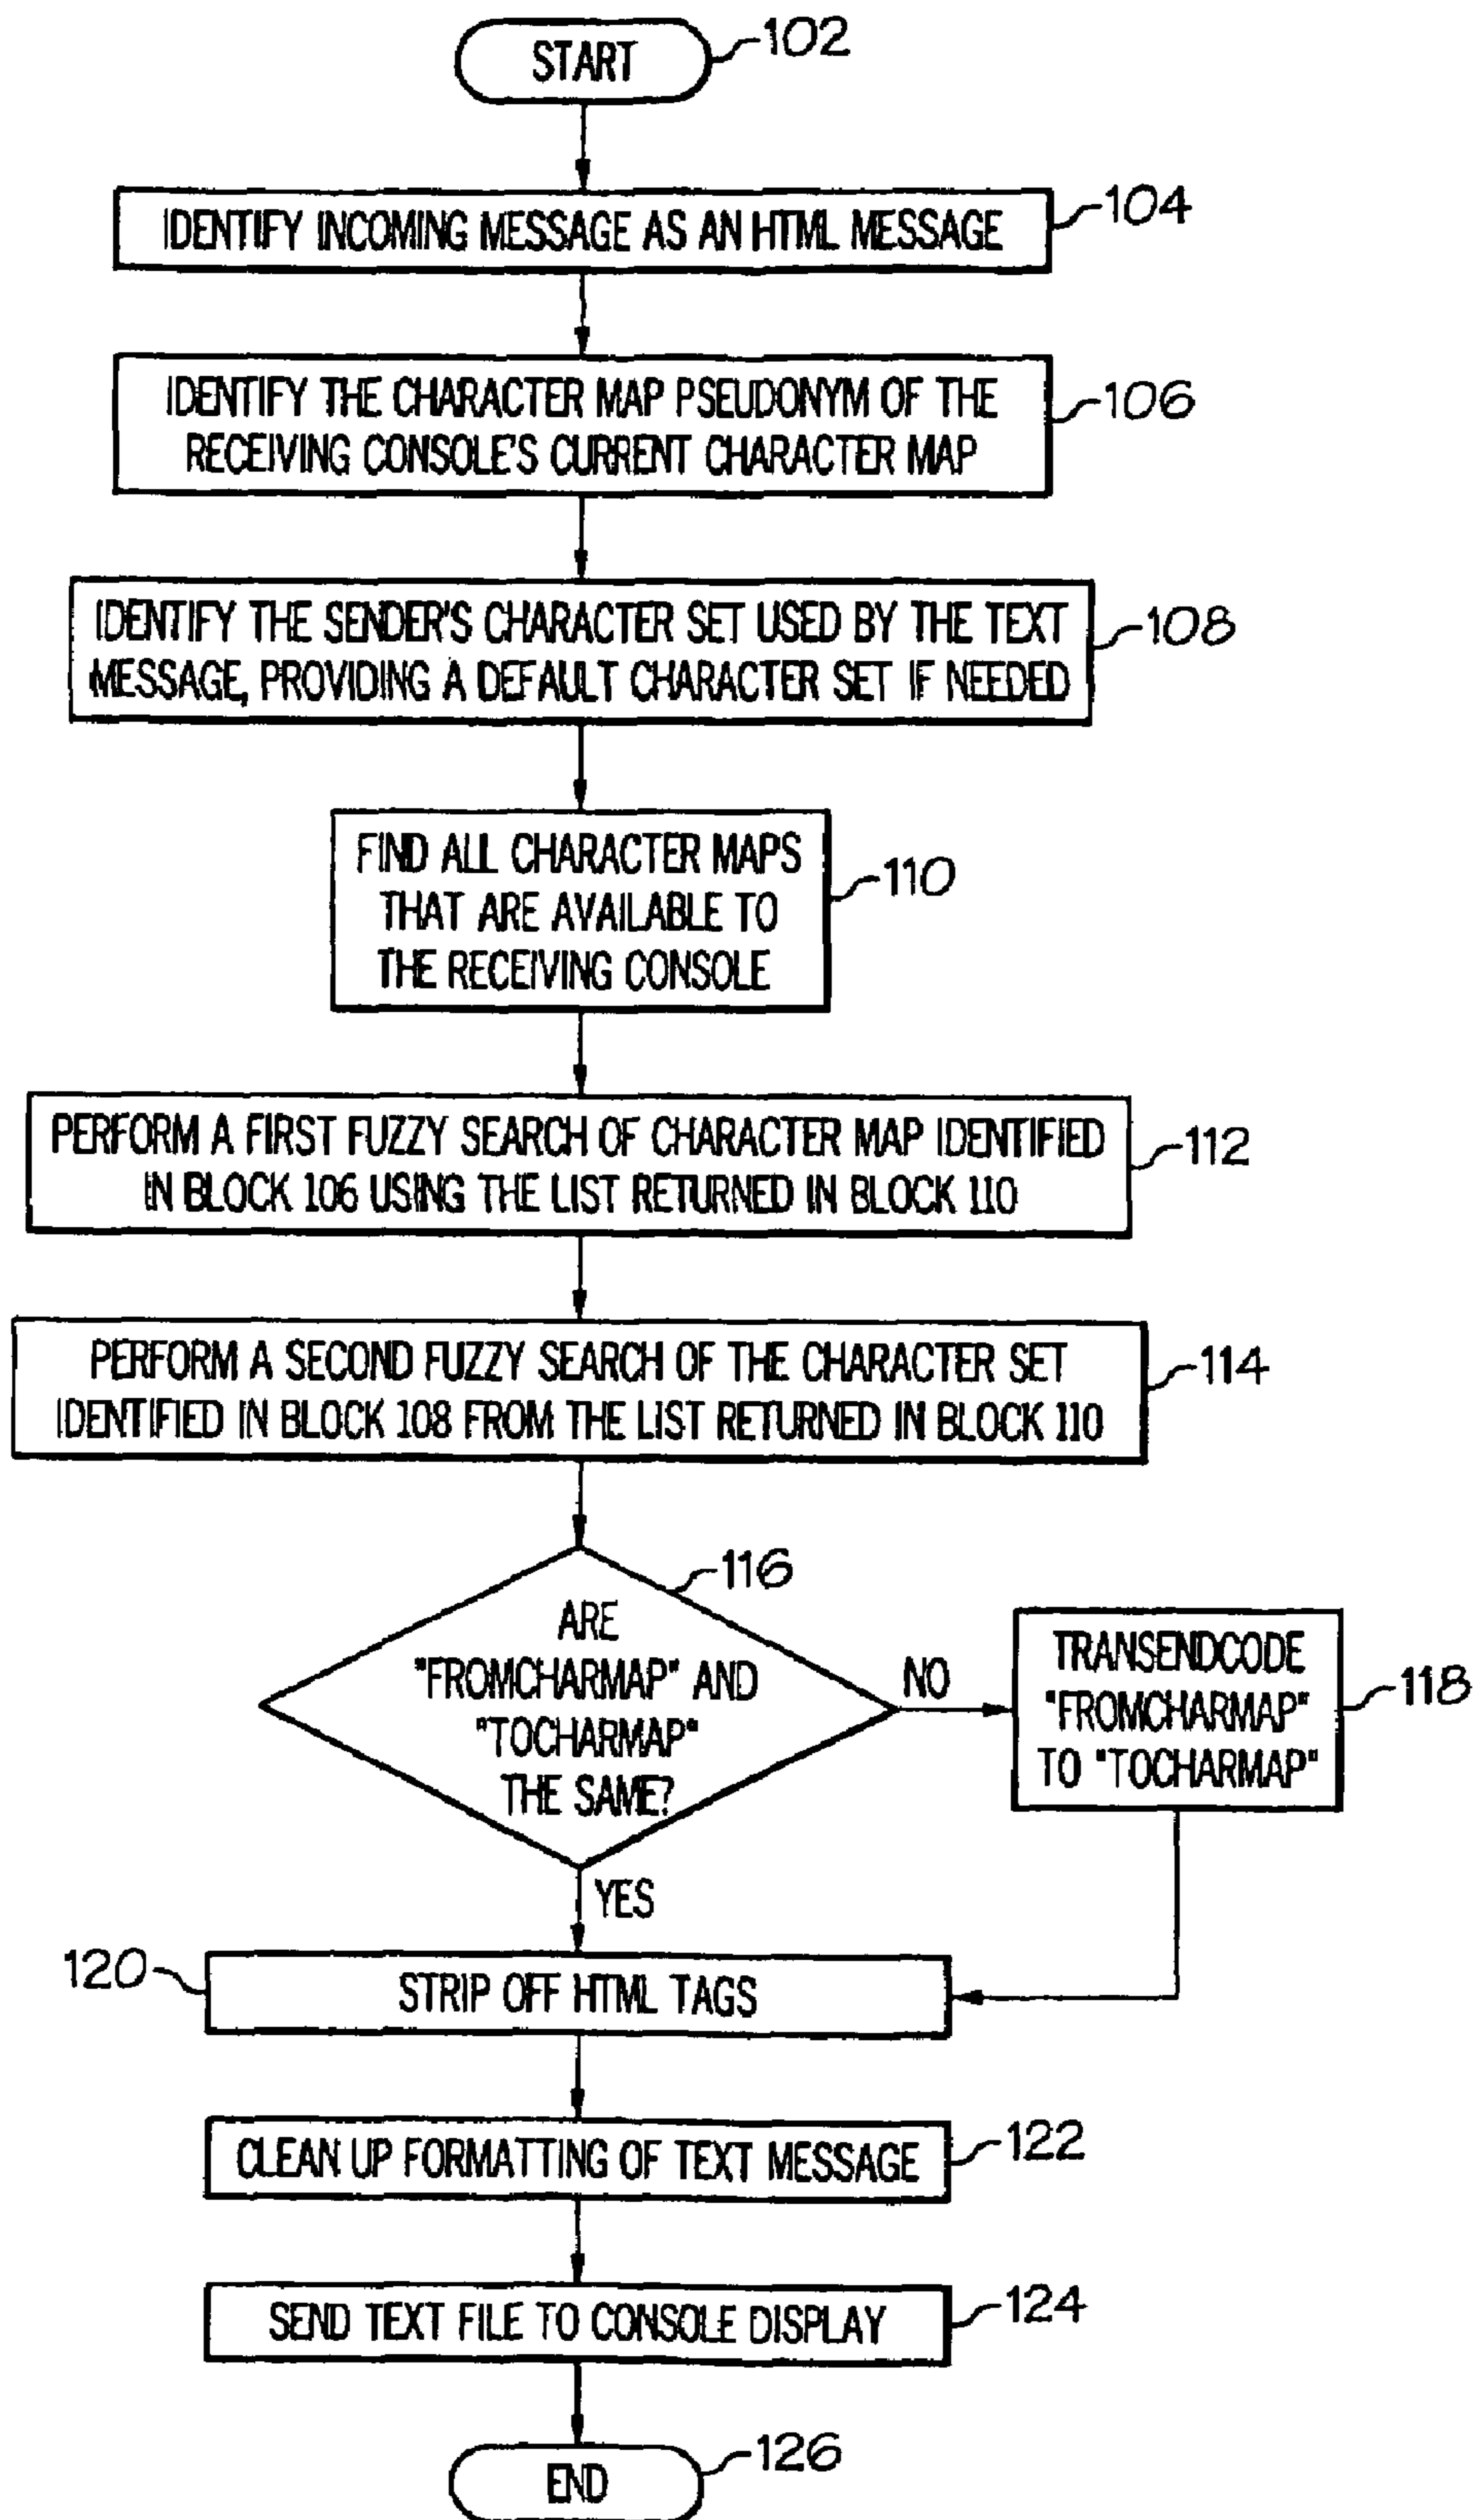 START
102
IDENTIFY INCOMING MESSAGE AS AN HTML MESSAGE
104
IDENTIFY THE CHARACTER MAP PSEUDONYM OF THE
RECEIVING CONSOLE'S CURRENT CHARACTER MAP
106
IDENTIFY THE SENDER'S CHARACTER SET USED BY THE TEXT
MESSAGE, PROVIDING A DEFAULT CHARACTER SET IF NEEDED
108
FIND ALL CHARACTER MAPS
THAT ARE AVAILABLE TO
THE RECEIVING CONSOLE
110
PERFORM A FIRST FUZZY SEARCH OF CHARACTER MAP IDENTIFIED
IN BLOCK 106 USING THE LIST RETURNED IN BLOCK 110
112
PERFORM A SECOND FUZZY SEARCH OF THE CHARACTER SET
IDENTIFIED IN BLOCK 108 FROM THE LIST RETURNED IN BLOCK 110
114
116
ARE
"FROMCHARMAP" AND
"TOCHARMAP"
THE SAME?
NO
TRANSENDCODE
"FROMCHARMAP"
TO "TOCHARMAP"
118
YES
120
STRIP OFF HTML TAGS
CLEAN UP FORMATTING OF TEXT MESSAGE
122
SEND TEXT FILE TO CONSOLE DISPLAY
124
END
126